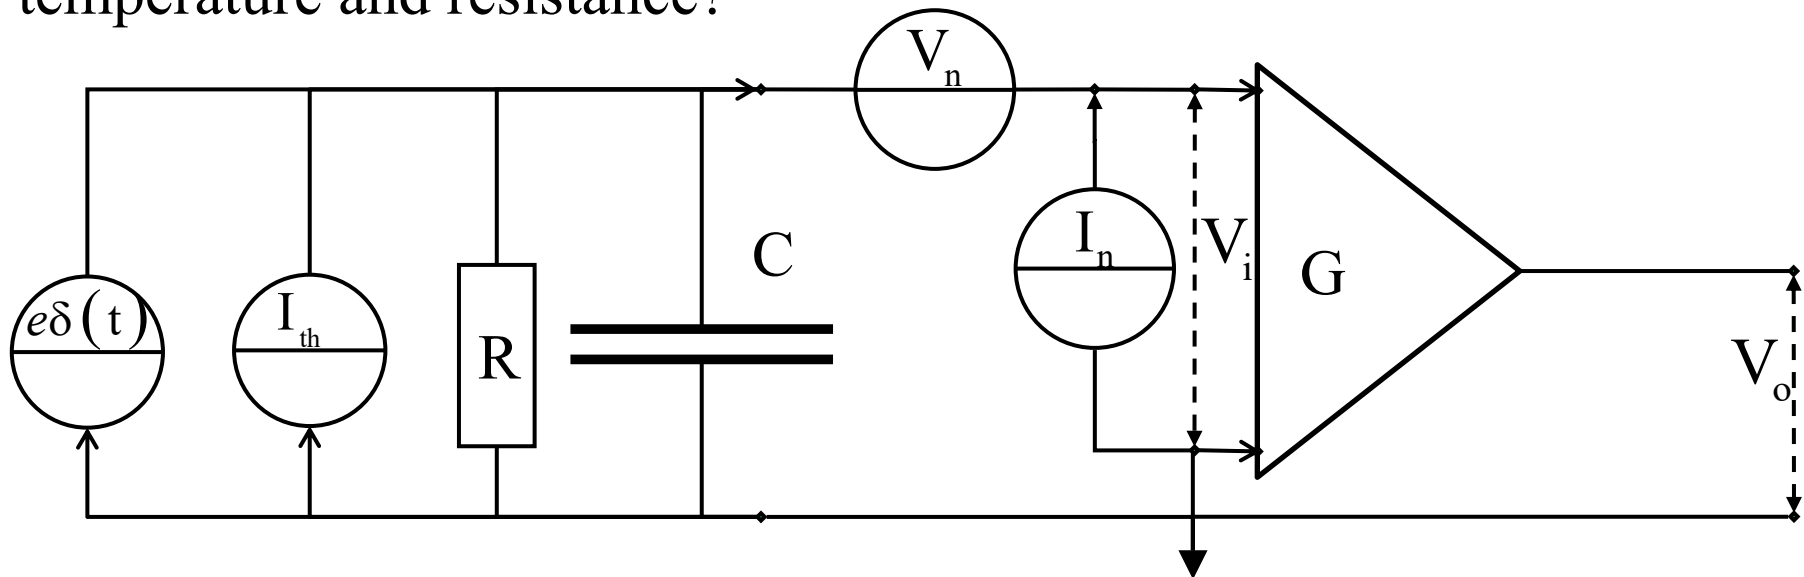 temperature and resistance?
V
n
eδ(t)
I
th
R
C
I
n
V
i
G
V
o